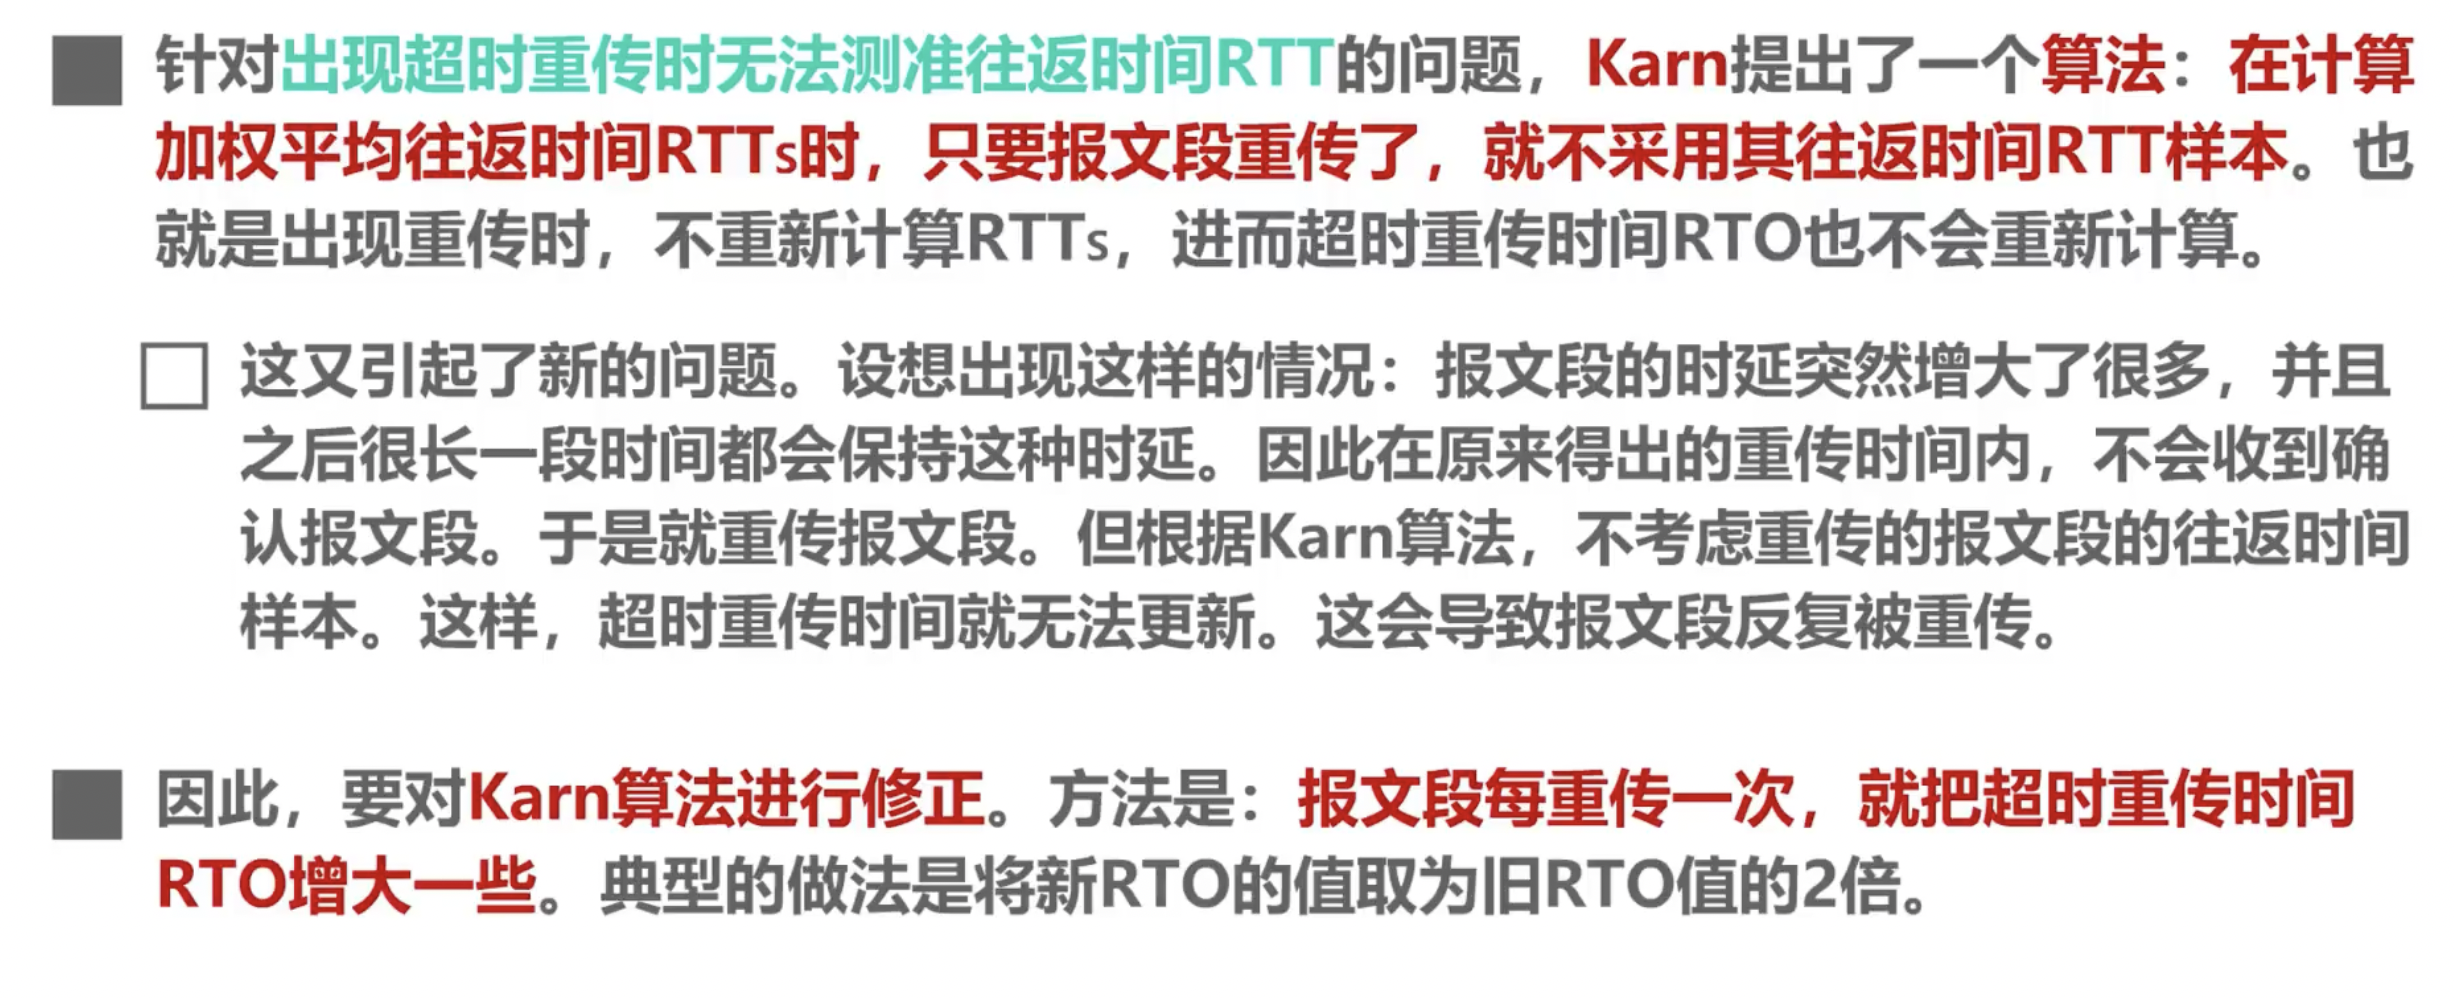 针对出现超时重传时无法测准往返时间RTT的问题，Karn提出了一个算法：在计算
加权平均往返时间RTTs时，只要报文段重传了，就不采用其往返时间RTT样本。也
就是出现重传时，不重新计算RTTs，进而超时重传时间RTO也不会重新计算。
这又引起了新的问题。设想出现这样的情况：报文段的时延突然增大了很多，并且
之后很长一段时间都会保持这种时延。因此在原来得出的重传时间内，不会收到确
认报文段。于是就重传报文段。但根据Karn算法，不考虑重传的报文段的往返时间
样本。这样，超时重传时间就无法更新。这会导致报文段反复被重传。
因此，要对Karn算法进行修正。方法是：报文段每重传一次，就把超时重传时间
RTO增大一些。典型的做法是将新RTO的值取为旧RTO值的2倍。